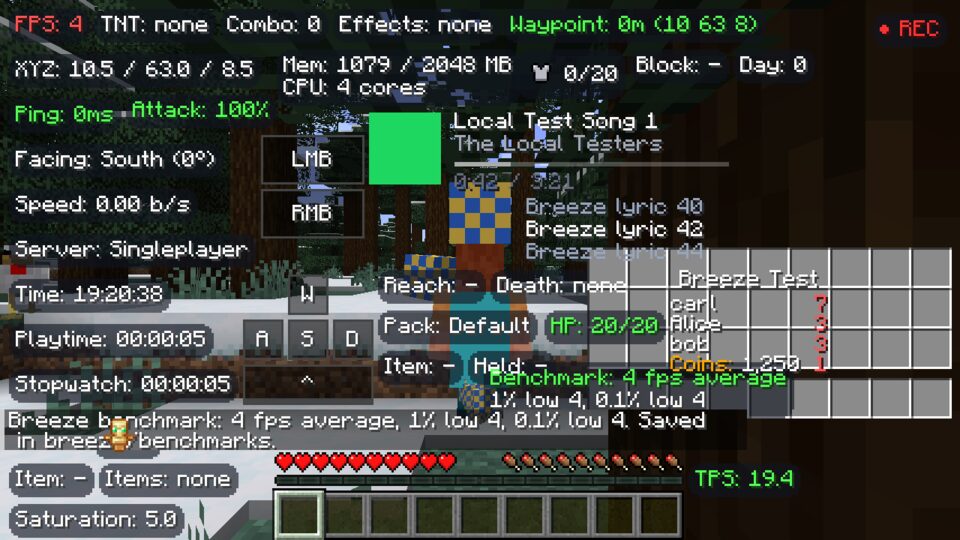 FPS: 4 TNT: none Combo: 0 Effects: none Waypoint: 0m (10 63 8) REC
XYZ: 10.5 / 63.0 / 8.5
Mem: 1079 / 2048 MB
CPU: 4 cores
0/20
Block: - Day: 0
Ping: 0ms
Attack: 100%
Local Test Song 1
The Local Testers
0:42 / 3:21
Facing: South (0°)
LMB
Speed: 0.00 b/s
RMB
Breeze lyric 40
Breeze lyric 42
Breeze lyric 44
Server: Singleplayer
Time: 19:20:38
W
Reach: - Death: none
Breeze Test
carl 7
Alice 3
bob 3
Coins: 1,250 1
Playtime: 00:00:05
A S D
Pack: Default
HP: 20/20
Item: - Held: -
Stopwatch: 00:00:05
^
Benchmark: 4 fps average
1% low 4, 0.1% low 4
Breeze benchmark: 4 fps average, 1% low 4, 0.1% low 4. Saved
in breeze benchmarks.
Item: - Items: none
TPS: 19.4
Saturation: 5.0